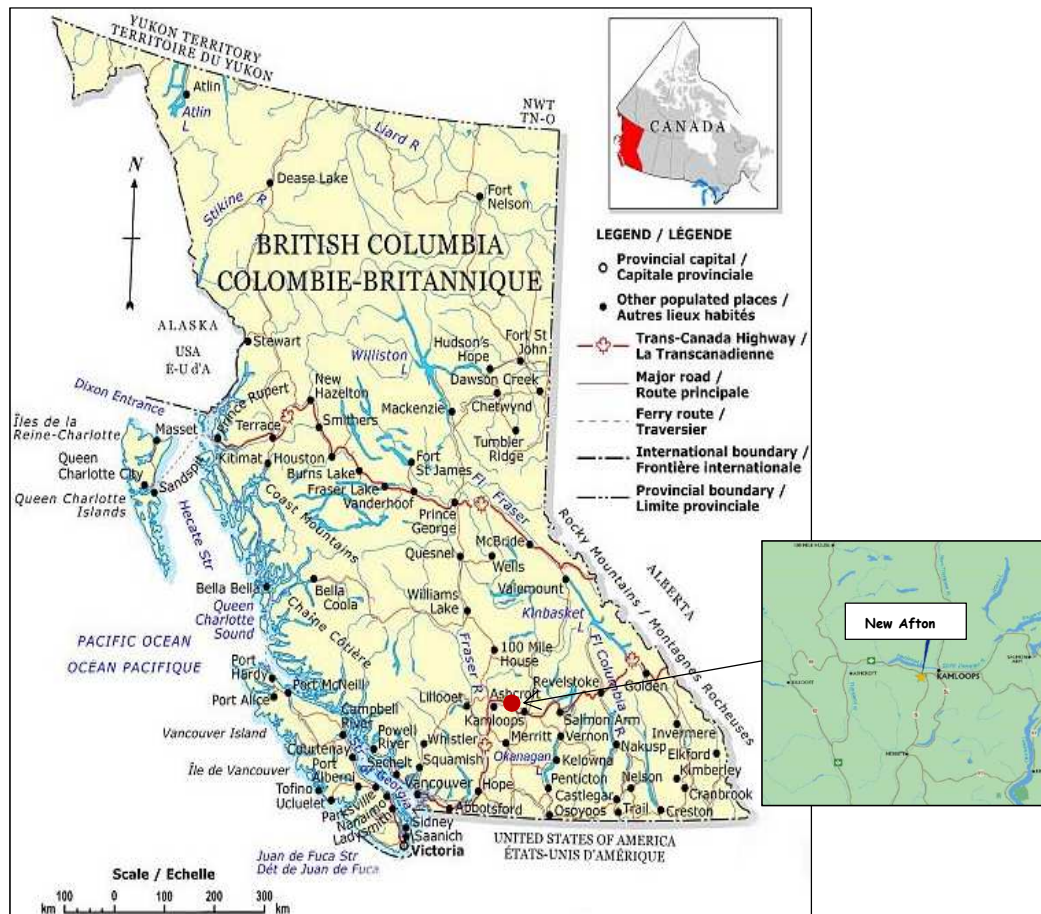 YUKON TERRITORY
TERRITOIRE DU YUKON
NWT
TN-O
Atlin
Atlin
L
Liard R
N
Dease Lake
Stikine
R
Fort
Nelson
BRITISH COLUMBIA
COLOMBIE-BRITANNIQUE
CANADA
LEGEND / LÉGENDE
Provincial capital /
Capitale provinciale
Other populated places /
Autres lieux habités
Trans-Canada Highway /
La Transcanadienne
Major road /
Route principale
Ferry route /
Traversier
International boundary /
Frontière internationale
Provincial boundary /
Limite provinciale
ALASKA
USA
É-U d'A
Stewart
Williston
L
Hudson's
Hope
Fort St
John
Dawson Creek
Chetwynd
Mackenzie
Tumbler
Ridge
Dixon Entrance
Prince Rupert
New
Hazelton
Smithers
Terrace
Îles de la
Reine-Charlotte
Masset
Queen
Charlotte City
Sandspit
Queen Charlotte
Islands
Kitimat
Houston
Burns Lake
Fraser Lake
Vanderhoof
Fort
St James
Prince
George
Fl Fraser
Hecate Str
Coast Mountains
McBride
Quesnel
Wells
Valemount
Rocky Mountains / Montagnes Rocheuses
ALBERTA
Bella Bella
Bella
Coola
Williams
Lake
Kinbasket
L
Queen
Charlotte
Sound
Chaîne Côtière
PACIFIC OCEAN
OCÉAN PACIFIQUE
100 Mile
House
Fraser R
Fl Columbia
R
Port
Hardy
Port McNeill
Port Alice
Lillooet
Ashcroft
Kamloops
Revelstoke
Golden
Salmon Arm
Vernon
Merritt
Campbell
River
Powell
River
Whistler
Squamish
Vancouver Island
Courtenay
Sechelt
Str. of Georgia
Vancouver
Okanagan
L
Kelowna
Nakusp
Invermere
Elkford
Kimberley
Île de Vancouver
Port
Alberni
Tofino
Ucluelet
Parksville
Nanaimo
Ladysmith
Hope
Abbotsford
Penticton
Nelson
Castlegar
Cranbrook
Osoyoos
Trail
Creston
Sidney
Saanich
Victoria
UNITED STATES OF AMERICA
ÉTATS-UNIS D'AMÉRIQUE
Juan de Fuca Str
Dét de Juan de Fuca
Scale / Echelle
100 0 100 200 300
km km
New Afton
KAMLOOPS
ASHCROFT
LILLOOET
MERRITT
SALMON
ARM